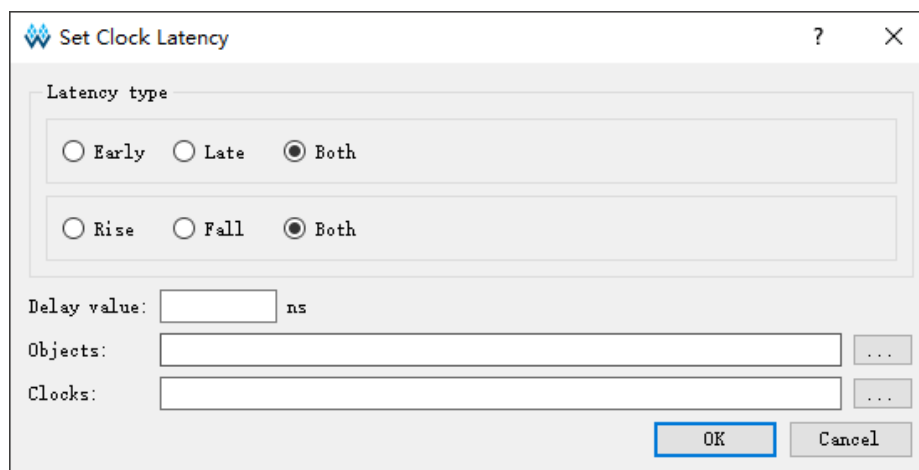 Set Clock Latency ?
Latency type
Early Late Both
Rise Fall Both
Delay value: ns
Objects: ...
Clocks: ...
OK Cancel